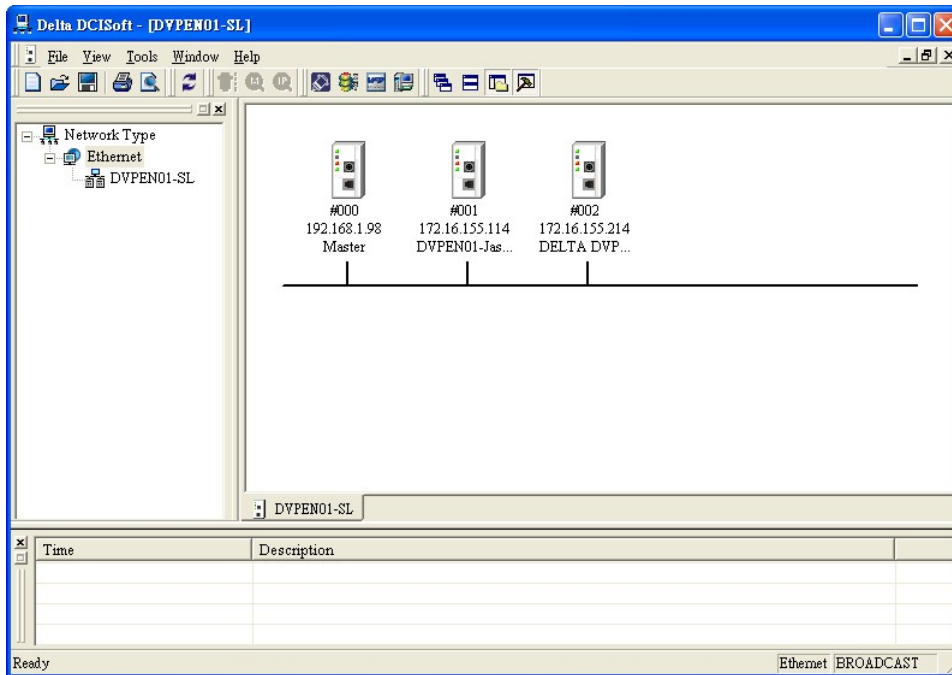 Delta DCISoft - [DVPEN01-SL]
File View Tools Window Help
Network Type
Ethernet
DVPEN01-SL
#000
192.168.1.98
Master
#001
172.16.155.114
DVPEN01-Jas...
#002
172.16.155.214
DELTA DVP...
DVPEN01-SL
Time Description
Ready Ethernet BROADCAST